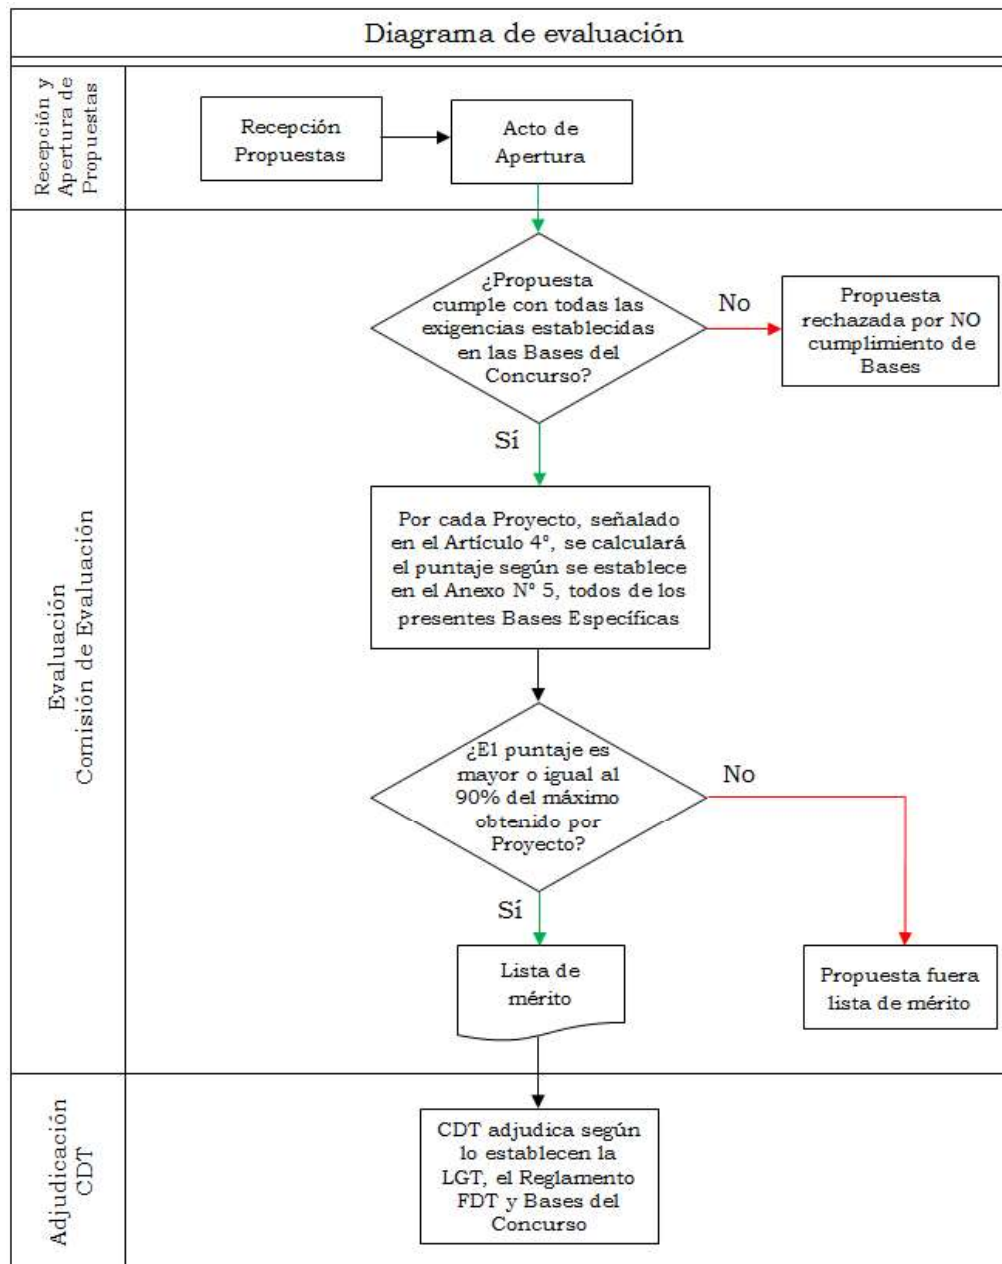 Diagrama de evaluación
Recepción y
Apertura de
Propuestas
Recepción
Propuestas
Acto de
Apertura
Evaluación
Comisión de Evaluación
¿Propuesta
cumple con todas las
exigencias establecidas
en las Bases del
Concurso?
No
Propuesta
rechazada por NO
cumplimiento de
Bases
Sí
Por cada Proyecto, señalado
en el Artículo 4°, se calculará
el puntaje según se establece
en el Anexo N° 5, todos de los
presentes Bases Específicas
¿El puntaje es
mayor o igual al
90% del máximo
obtenido por
Proyecto?
No
Sí
Lista de
mérito
Propuesta fuera
lista de mérito
Adjudicación
CDT
CDT adjudica según
lo establecen la
LGT, el Reglamento
FDT y Bases del
Concurso